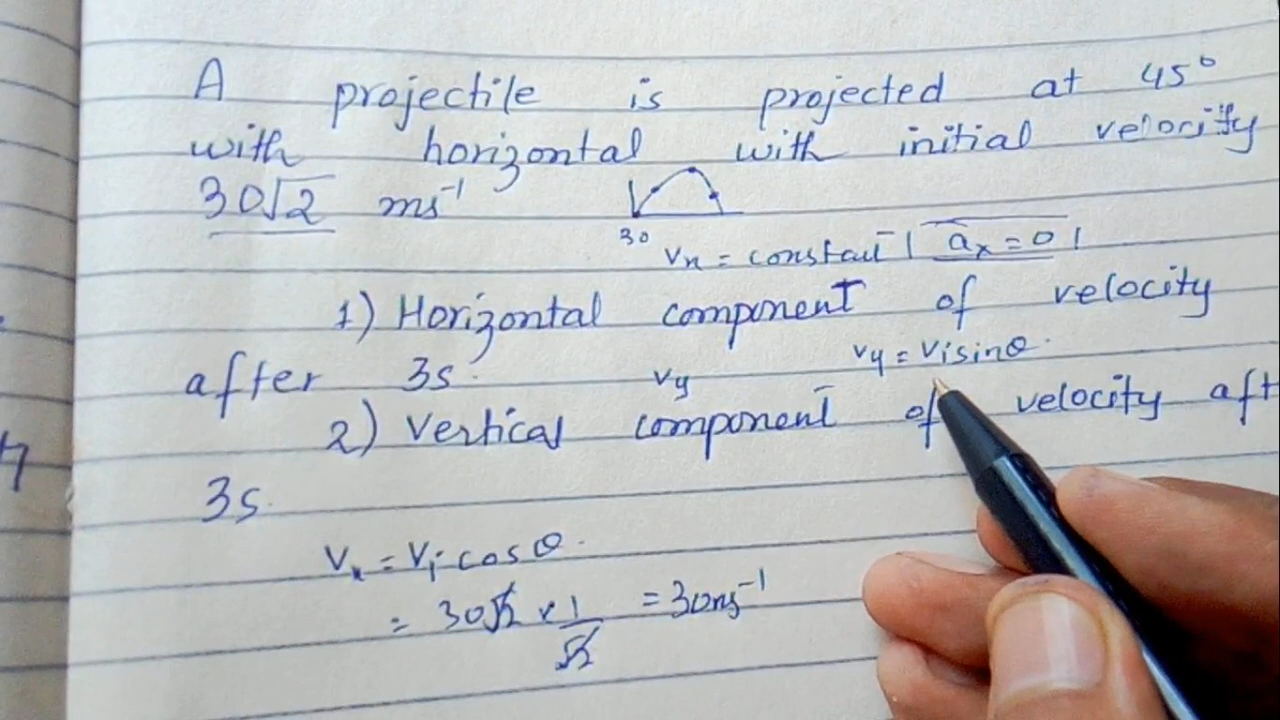 A projectile is projected at 45°
with horizontal with initial velocity
30√2 ms⁻¹
30
Vx = constant | ax = 0 |
1) Horizontal component of velocity
after 3s.
Vy
Vy = Visinθ.
2) Vertical component of velocity aft
3s.
Vx = Vi cosθ.
= 30√2 × 1/√2 = 30ms⁻¹